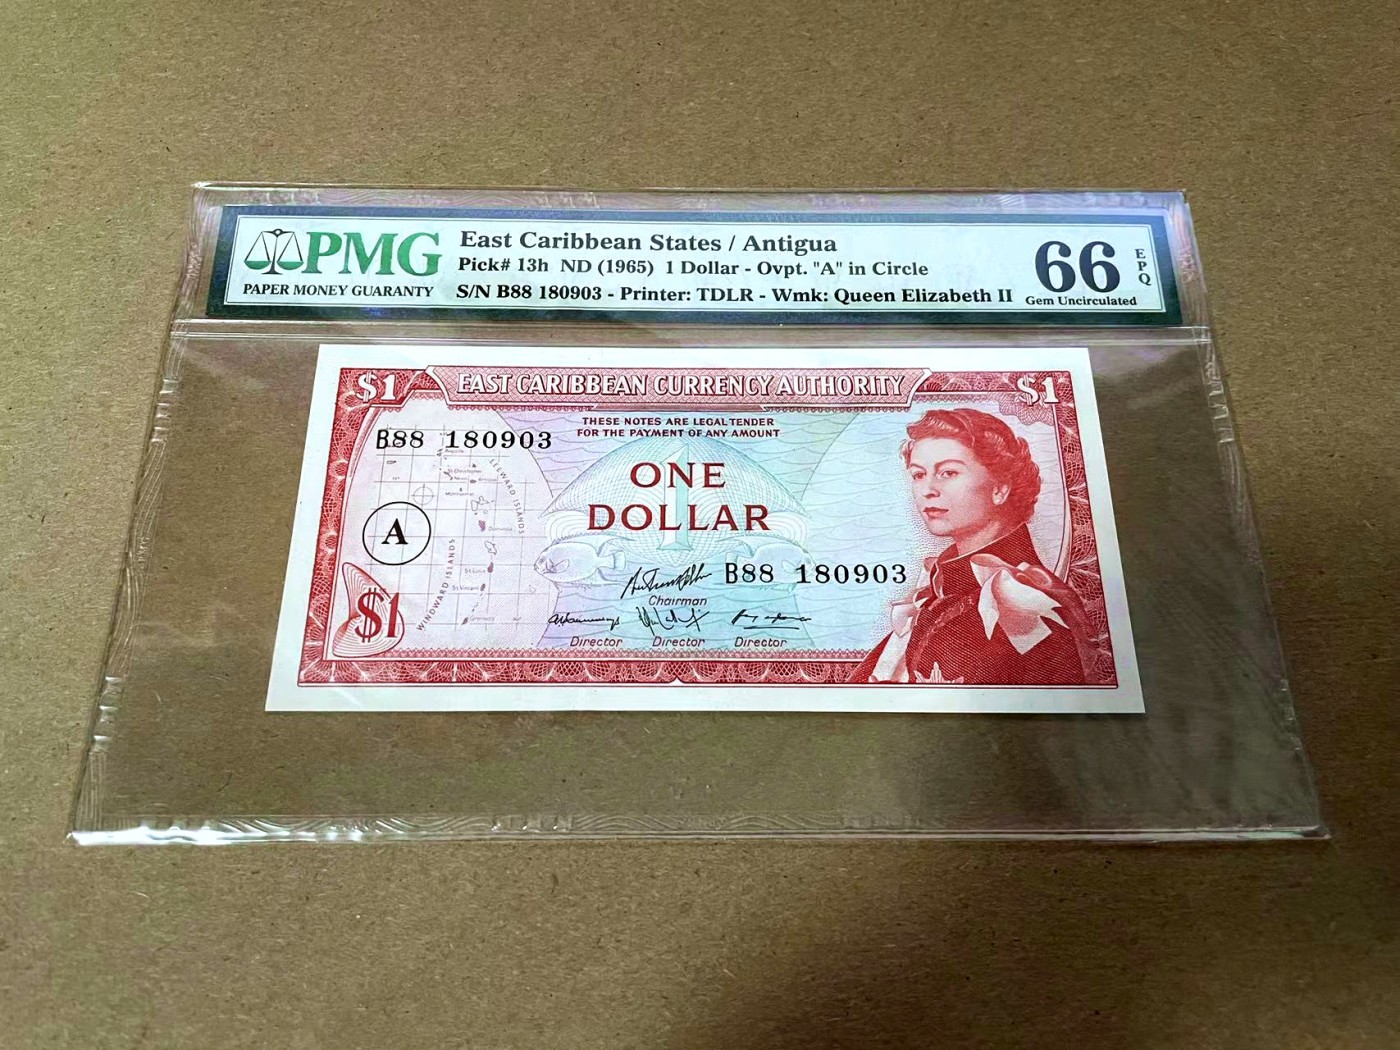 PMG
PAPER MONEY GUARANTY
East Caribbean States / Antigua
Pick# 13h ND (1965) 1 Dollar - Ovpt. "A" in Circle
S/N B88 180903 - Printer: TDLR - Wmk: Queen Elizabeth II
66
EPQ
Gem Uncirculated
$1
EAST CARIBBEAN CURRENCY AUTHORITY
$1
THESE NOTES ARE LEGAL TENDER
FOR THE PAYMENT OF ANY AMOUNT
B88 180903
ONE
DOLLAR
1
LEEWARD ISLANDS
A
WINDWARD ISLANDS
B88 180903
Chairman
$1
Director Director Director